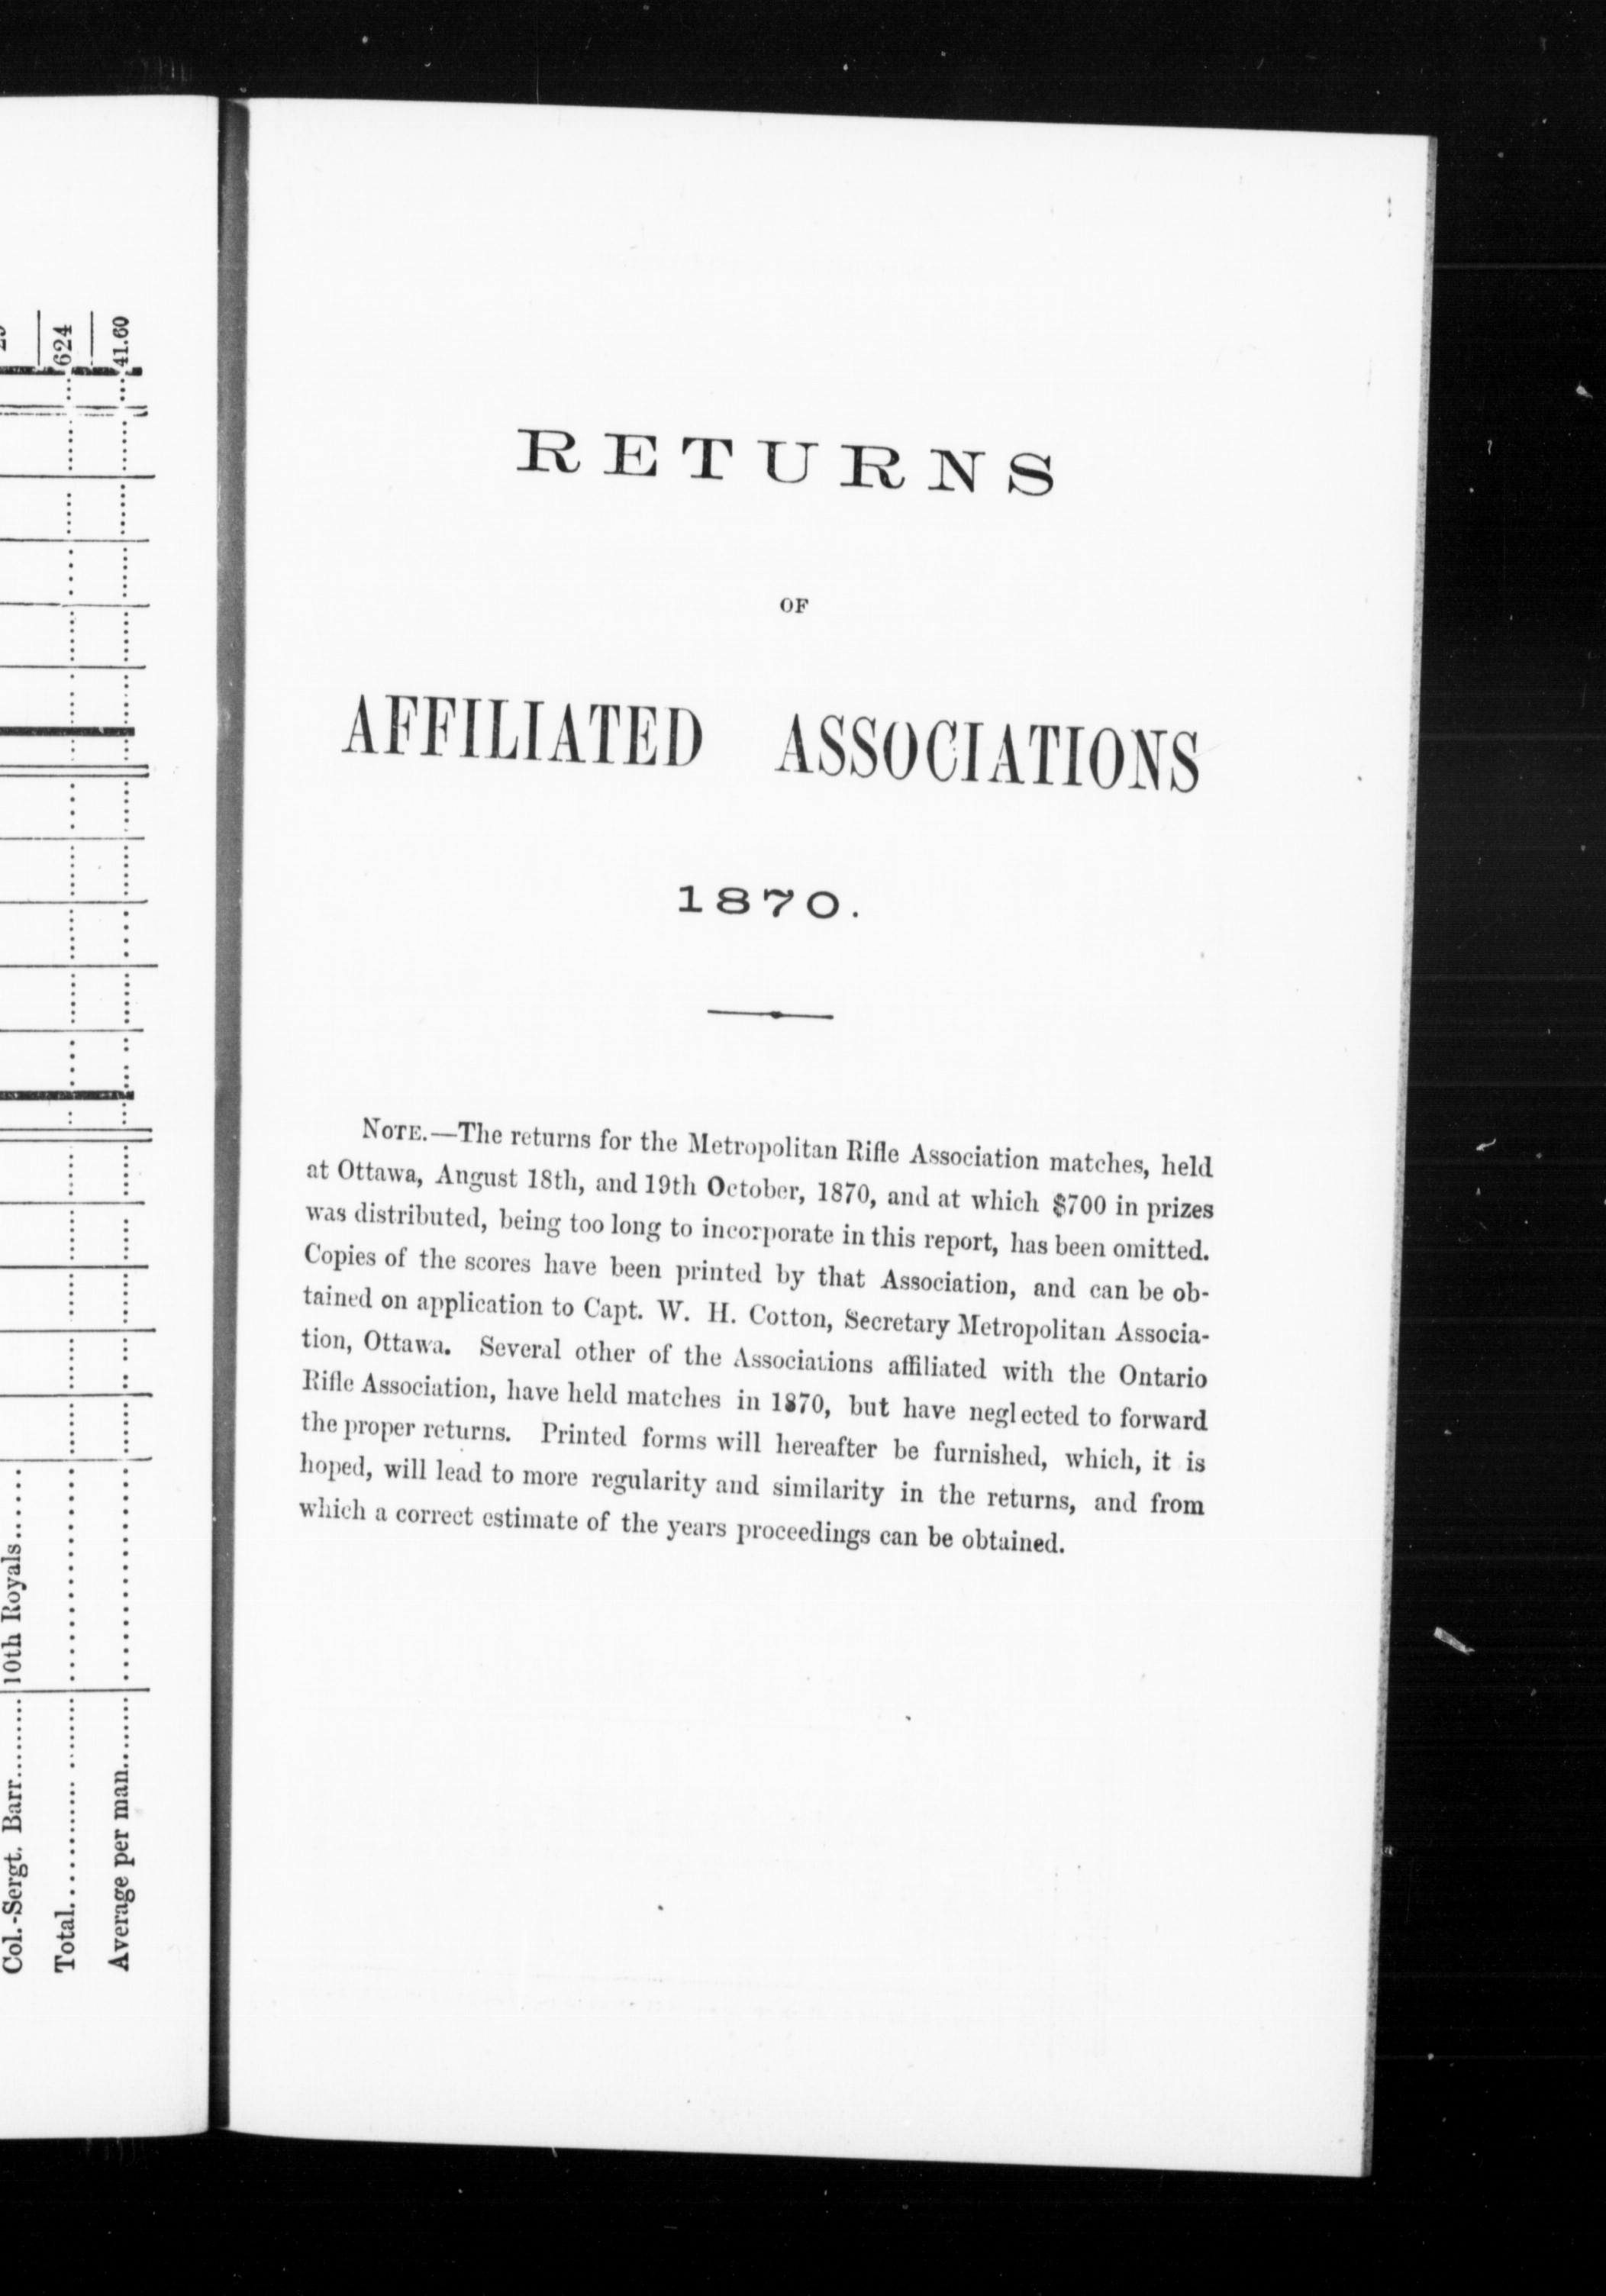 Col.-Sergt. Barr......... 10th Royals......
Total........................ 624
Average per man......... 41.60
RETURNS
OF
AFFILIATED ASSOCIATIONS
1870.
NOTE.—The returns for the Metropolitan Rifle Association matches, held
at Ottawa, August 18th, and 19th October, 1870, and at which $700 in prizes
was distributed, being too long to incorporate in this report, has been omitted.
Copies of the scores have been printed by that Association, and can be ob-
tained on application to Capt. W. H. Cotton, Secretary Metropolitan Associa-
tion, Ottawa. Several other of the Associations affiliated with the Ontario
Rifle Association, have held matches in 1870, but have neglected to forward
the proper returns. Printed forms will hereafter be furnished, which, it is
hoped, will lead to more regularity and similarity in the returns, and from
which a correct estimate of the years proceedings can be obtained.